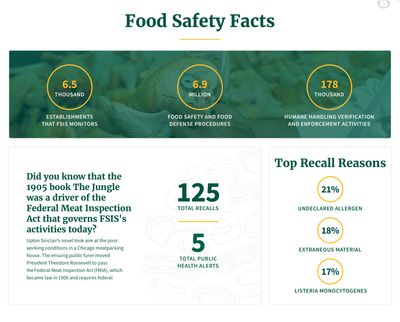 Food Safety Facts
6.5
THOUSAND
ESTABLISHMENTS
THAT FSIS MONITORS
6.9
MILLION
FOOD SAFETY AND FOOD
DEFENSE PROCEDURES
178
THOUSAND
HUMANE HANDLING VERIFICATION
AND ENFORCEMENT ACTIVITIES
Did you know that the
1905 book The Jungle
was a driver of the
Federal Meat Inspection
Act that governs FSIS's
activities today?
Upton Sinclair's novel took aim at the poor
working conditions in a Chicago meatpacking
house. The ensuing public furor moved
President Theodore Roosevelt to pass
the Federal Meat Inspection Act (FMIA), which
became law in 1906 and requires federal
125
TOTAL RECALLS
5
TOTAL PUBLIC
HEALTH ALERTS
Top Recall Reasons
21%
UNDECLARED ALLERGEN
18%
EXTRANEOUS MATERIAL
17%
LISTERIA MONOCYTOGENES